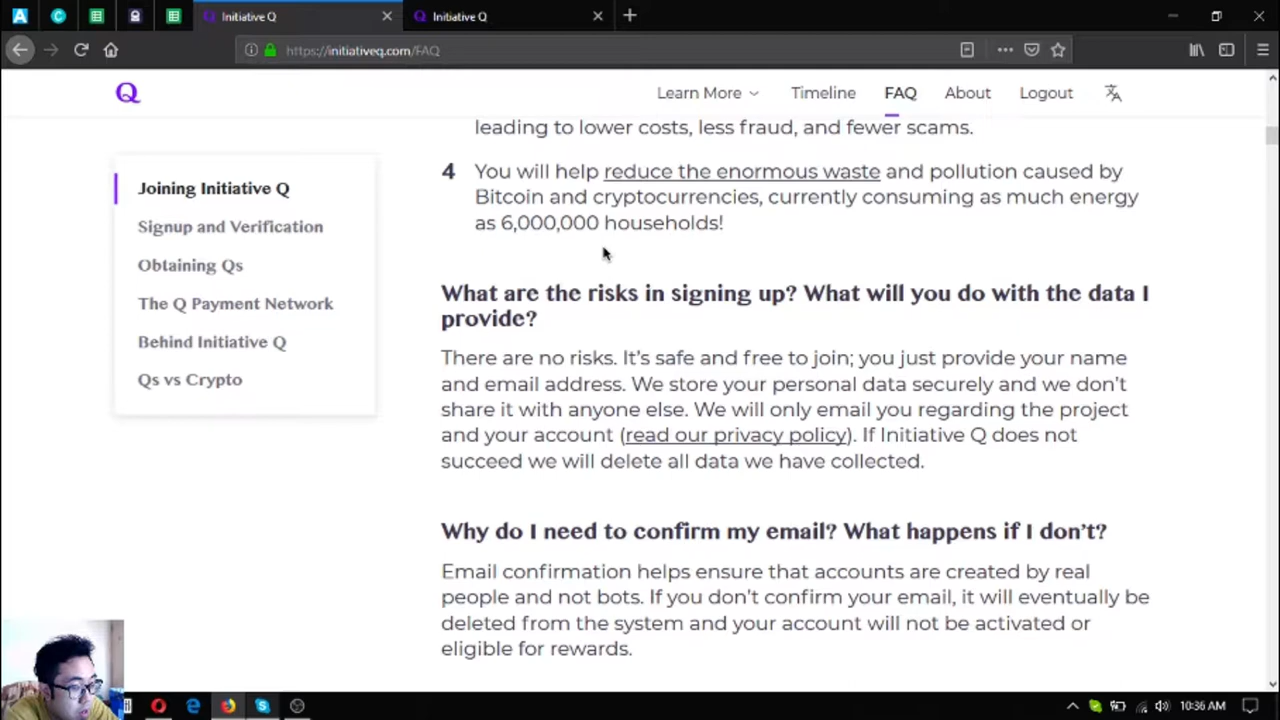 Initiative Q
Initiative Q
https://initiativeq.com/FAQ
Q
Learn More
Timeline
FAQ
About
Logout
Joining Initiative Q
Signup and Verification
Obtaining Qs
The Q Payment Network
Behind Initiative Q
Qs vs Crypto
leading to lower costs, less fraud, and fewer scams.
4 You will help reduce the enormous waste and pollution caused by
Bitcoin and cryptocurrencies, currently consuming as much energy
as 6,000,000 households!
What are the risks in signing up? What will you do with the data I
provide?
There are no risks. It's safe and free to join; you just provide your name
and email address. We store your personal data securely and we don't
share it with anyone else. We will only email you regarding the project
and your account (read our privacy policy). If Initiative Q does not
succeed we will delete all data we have collected.
Why do I need to confirm my email? What happens if I don't?
Email confirmation helps ensure that accounts are created by real
people and not bots. If you don't confirm your email, it will eventually be
deleted from the system and your account will not be activated or
eligible for rewards.
10:36 AM